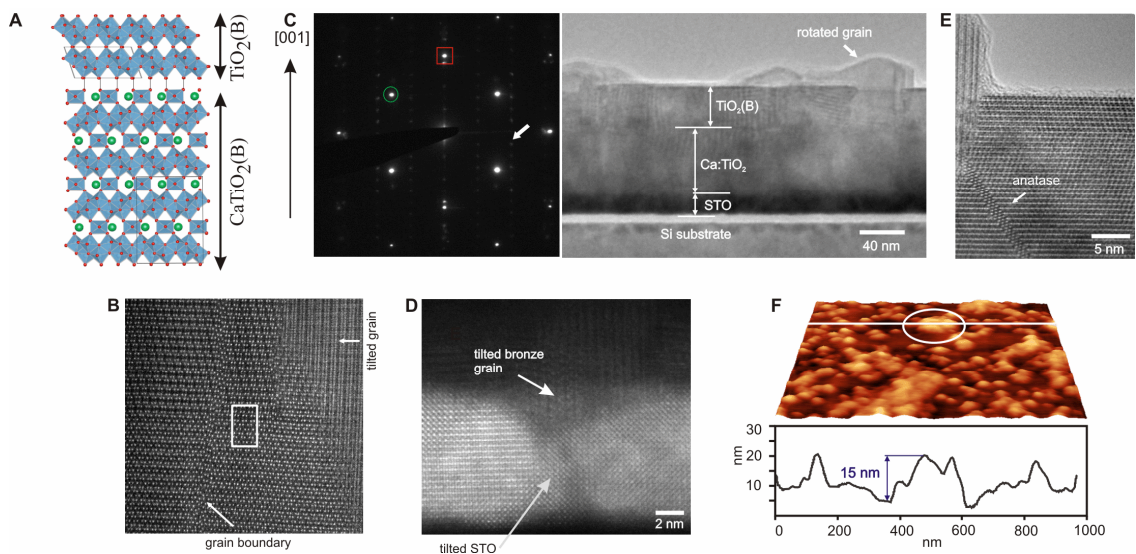 A
TiO2(B)
CaTiO2(B)
C
[001]
rotated grain
TiO2(B)
Ca:TiO2
STO
Si substrate
40 nm
E
anatase
5 nm
B
tilted grain
grain boundary
D
tilted bronze
grain
2 nm
tilted STO
F
30
nm
20
10
15 nm
0
200
400
600
800
1000
nm